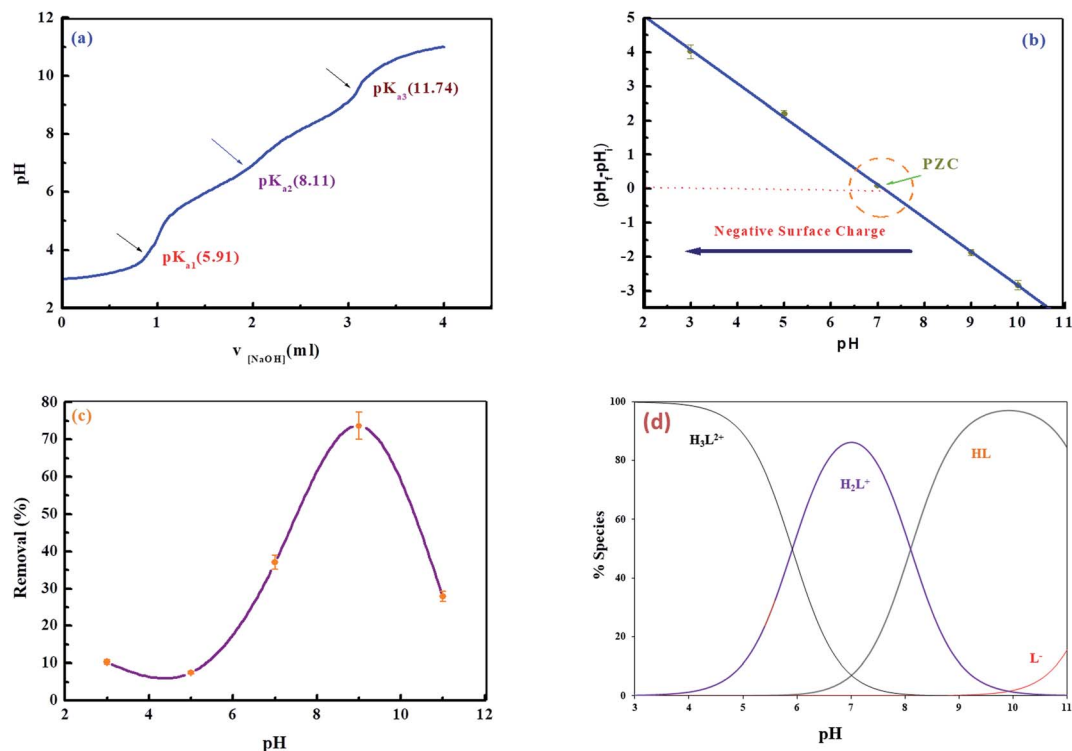 (a)
pH
12
10
8
6
4
2
pKa3(11.74)
pKa2(8.11)
pKa1(5.91)
0 1 2 3 4
v [NaOH](ml)
(b)
(pHf-pHi)
5
4
3
2
1
0
-1
-2
-3
PZC
Negative Surface Charge
2 3 4 5 6 7 8 9 10 11
pH
(c)
Removal (%)
80
70
60
50
40
30
20
10
0
2 4 6 8 10 12
pH
(d)
% Species
100
80
60
40
20
0
H₃L²⁺
H₂L⁺
HL
L⁻
3 4 5 6 7 8 9 10 11
pH